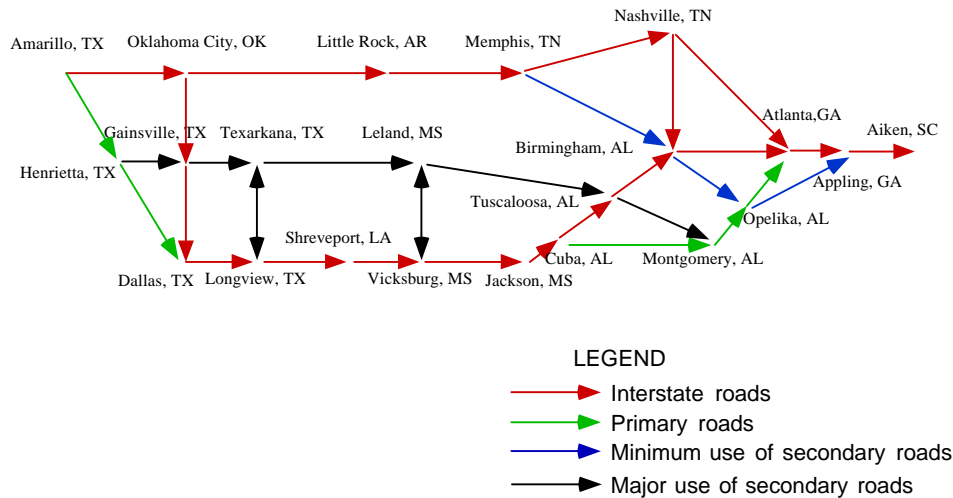 Nashville, TN
Amarillo, TX
Oklahoma City, OK
Little Rock, AR
Memphis, TN
Atlanta,GA
Gainsville, TX
Texarkana, TX
Leland, MS
Birmingham, AL
Aiken, SC
Henrietta, TX
Tuscaloosa, AL
Appling, GA
Opelika, AL
Shreveport, LA
Cuba, AL
Montgomery, AL
Dallas, TX
Longview, TX
Vicksburg, MS
Jackson, MS
LEGEND
Interstate roads
Primary roads
Minimum use of secondary roads
Major use of secondary roads